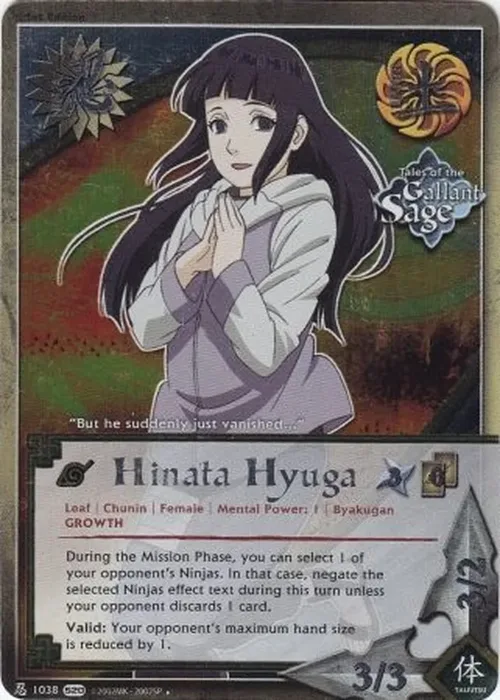 1st Edition
Tales of the
Gallant
Sage
"But he suddenly just vanished..."
Hinata Hyuga
3
0
Leaf | Chunin | Female | Mental Power: 1 | Byakugan
GROWTH
During the Mission Phase, you can select 1 of
your opponent's Ninjas. In that case, negate the
selected Ninjas effect text during this turn unless
your opponent discards 1 card.
Valid: Your opponent's maximum hand size
is reduced by 1.
3/2
3/3
体
TAIJUTSU
1038